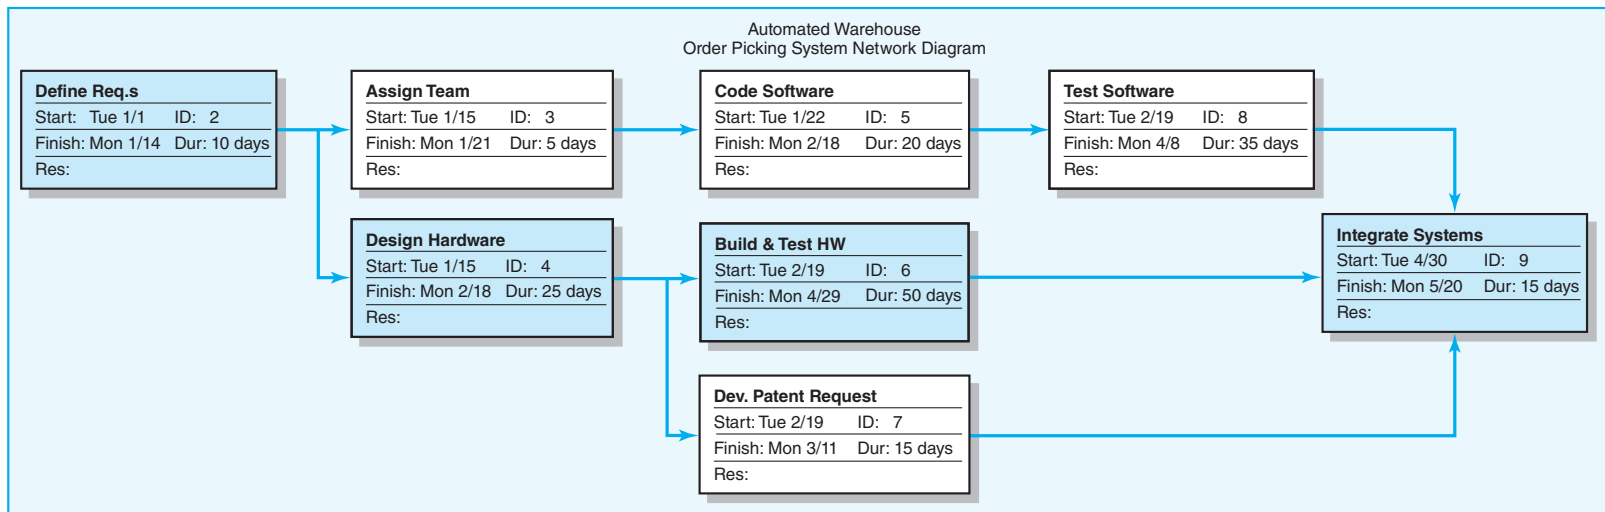 Automated Warehouse
Order Picking System Network Diagram
Define Req.s
Start: Tue 1/1 ID: 2
Finish: Mon 1/14 Dur: 10 days
Res:
Assign Team
Start: Tue 1/15 ID: 3
Finish: Mon 1/21 Dur: 5 days
Res:
Code Software
Start: Tue 1/22 ID: 5
Finish: Mon 2/18 Dur: 20 days
Res:
Test Software
Start: Tue 2/19 ID: 8
Finish: Mon 4/8 Dur: 35 days
Res:
Design Hardware
Start: Tue 1/15 ID: 4
Finish: Mon 2/18 Dur: 25 days
Res:
Build & Test HW
Start: Tue 2/19 ID: 6
Finish: Mon 4/29 Dur: 50 days
Res:
Integrate Systems
Start: Tue 4/30 ID: 9
Finish: Mon 5/20 Dur: 15 days
Res:
Dev. Patent Request
Start: Tue 2/19 ID: 7
Finish: Mon 3/11 Dur: 15 days
Res: